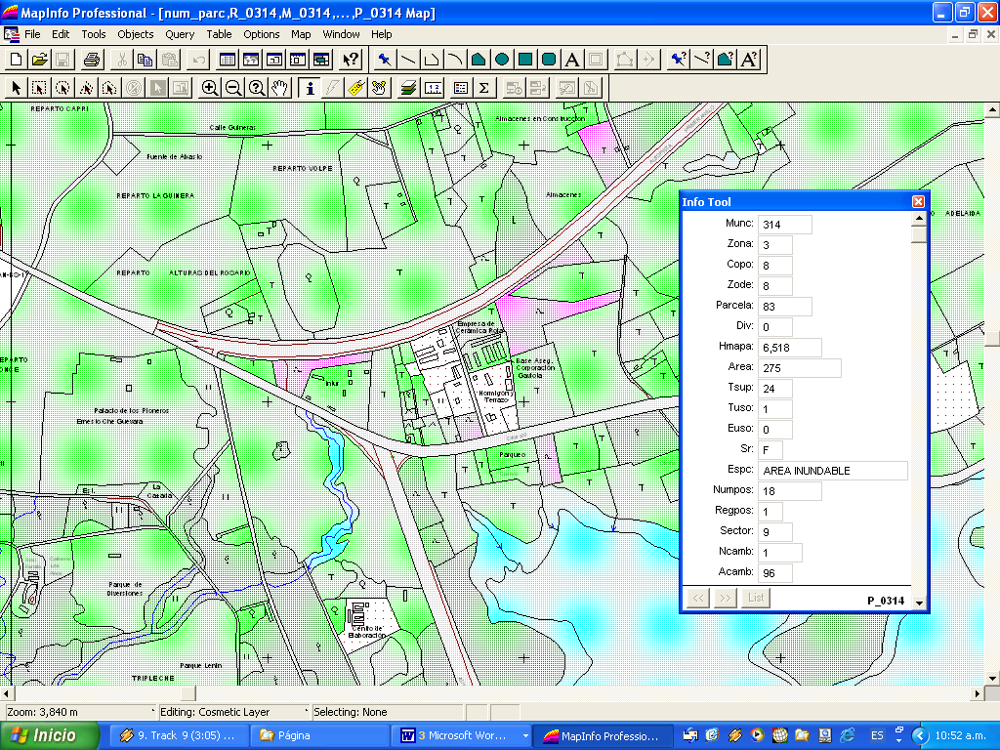 MapInfo Professional - [num_parc,R_0314,M_0314,...,P_0314 Map]
File Edit Tools Objects Query Table Options Map Window Help
REPARTO CAPRI
Calle Guineras
Almacenes en Construccion
Fuente de Abasto
REPARTO VOLPE
REPARTO LA GUINERA
Almacenes
ADELAIDA
REPARTO ALTURAS DEL ROSARIO
Empresa de
Ceramica Roja
Base Aseg.
Corporación
Gaviota
Intur
Hormigón y
Terrazo
Palacio de los Pioneros
Ernesto Che Guevara
Parqueo
La
Casada
Parque de
Diversiones
Centro de
Elaboración
Parque Lenin
TRIPLECHE
Info Tool
Munc: 314
Zona: 3
Copo: 8
Zode: 8
Parcela: 83
Div: 0
Hmapa: 6,518
Area: 275
Tsup: 24
Tuso: 1
Euso: 0
Sr: F
Espc: AREA INUNDABLE
Numpos: 18
Regpos: 1
Sector: 9
Ncamb: 1
Acamb: 96
<< >> List P_0314
Zoom: 3,840 m Editing: Cosmetic Layer Selecting: None
Inicio 9. Track 9 (3:05) ... Página 3 Microsoft Wor... MapInfo Professio... ES 10:52 a.m.